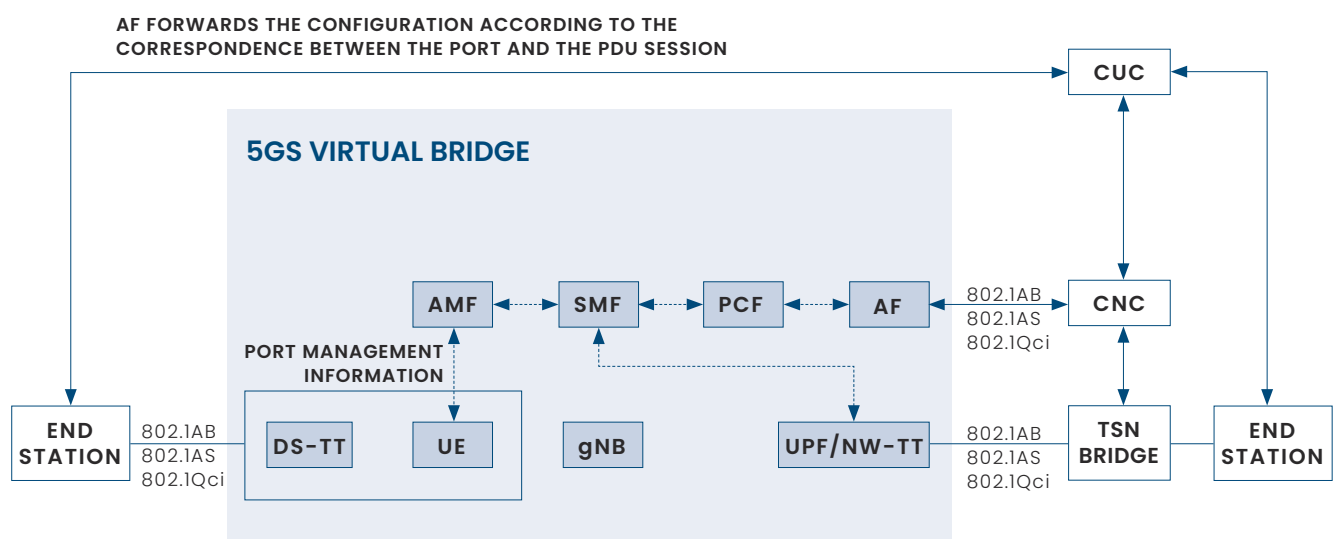 AF FORWARDS THE CONFIGURATION ACCORDING TO THE
CORRESPONDENCE BETWEEN THE PORT AND THE PDU SESSION
CUC
5GS VIRTUAL BRIDGE
AMF
SMF
PCF
AF
802.1AB
802.1AS
802.1Qci
CNC
PORT MANAGEMENT
INFORMATION
END
STATION
802.1AB
802.1AS
802.1Qci
DS-TT
UE
gNB
UPF/NW-TT
802.1AB
802.1AS
802.1Qci
TSN
BRIDGE
END
STATION